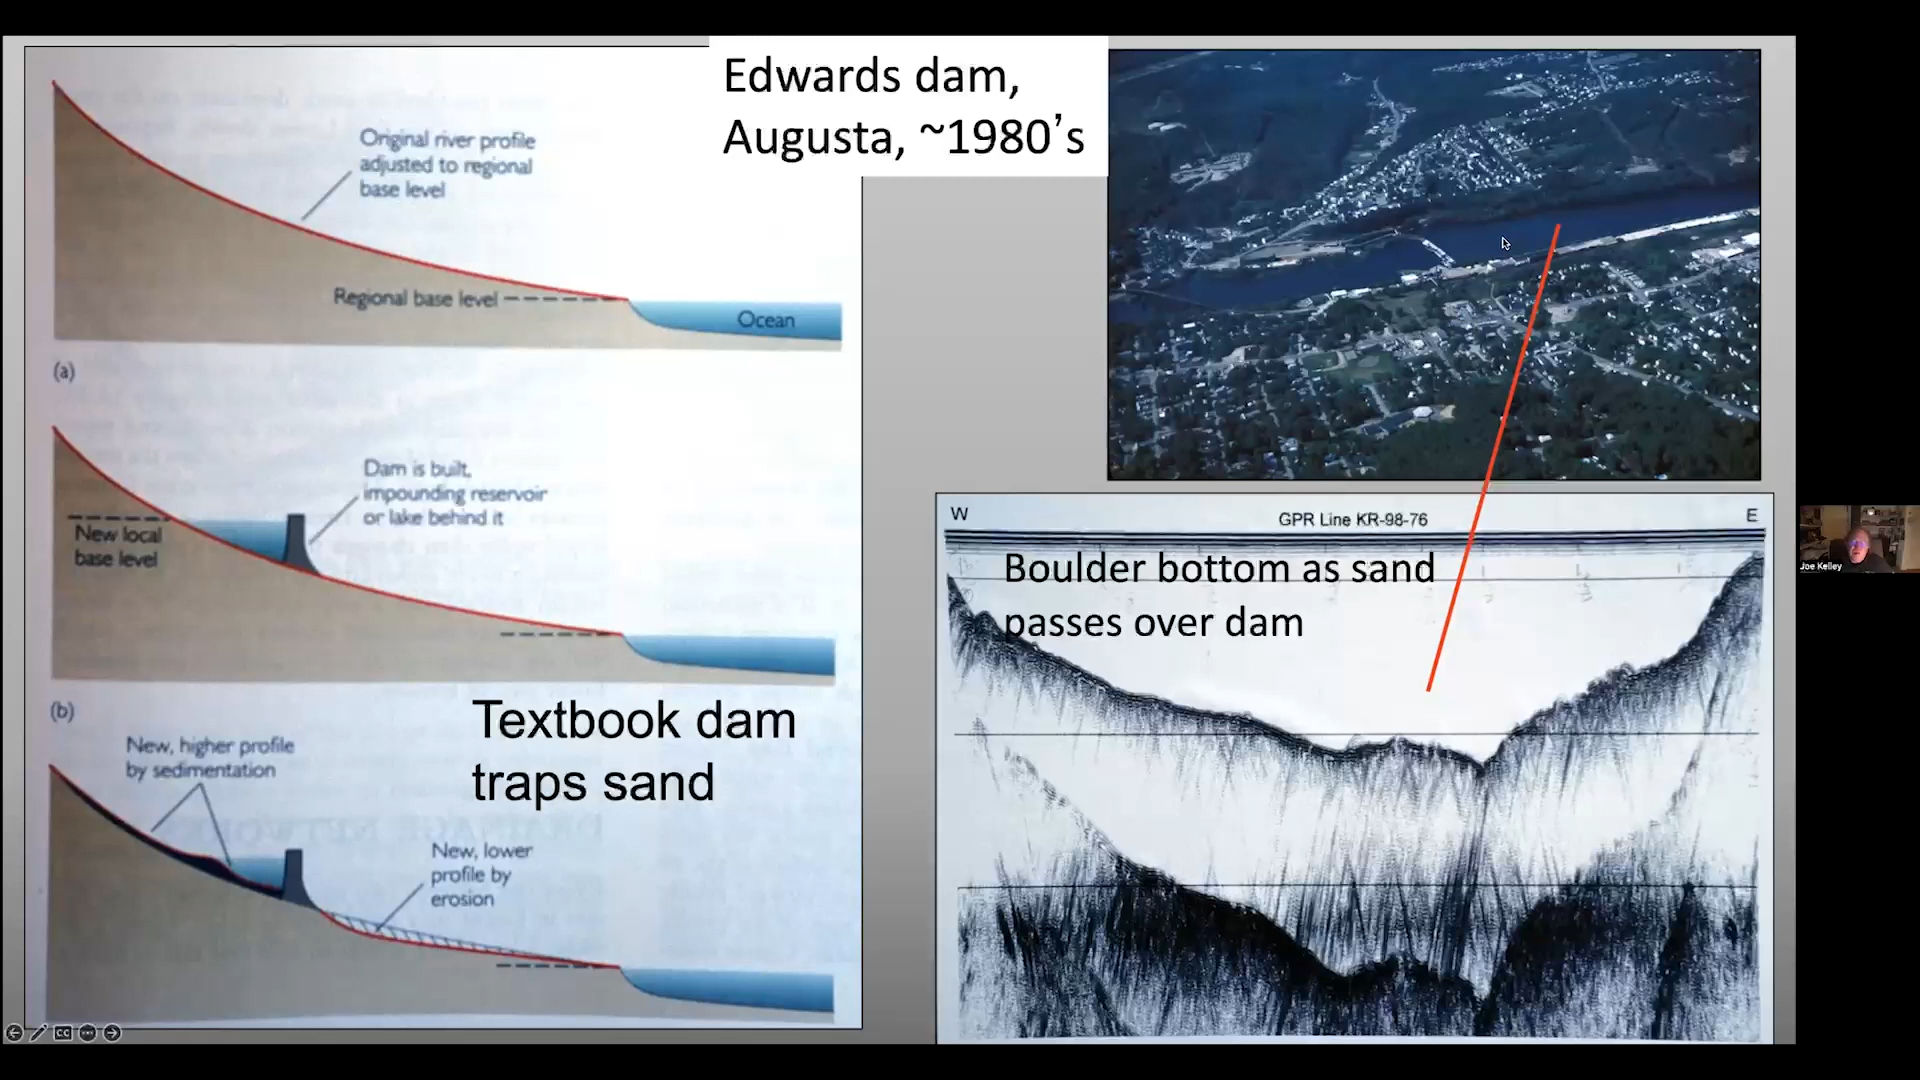 Edwards dam,
Augusta, ~1980’s
Original river profile
adjusted to regional
base level
Regional base level
Ocean
(a)
Dam is built,
impounding reservoir
or lake behind it
New local
base level
(b)
New, higher profile
by sedimentation
Textbook dam
traps sand
New, lower
profile by
erosion
W
GPR Line KR-98-76
E
Boulder bottom as sand
passes over dam
Joe Kelley
CC